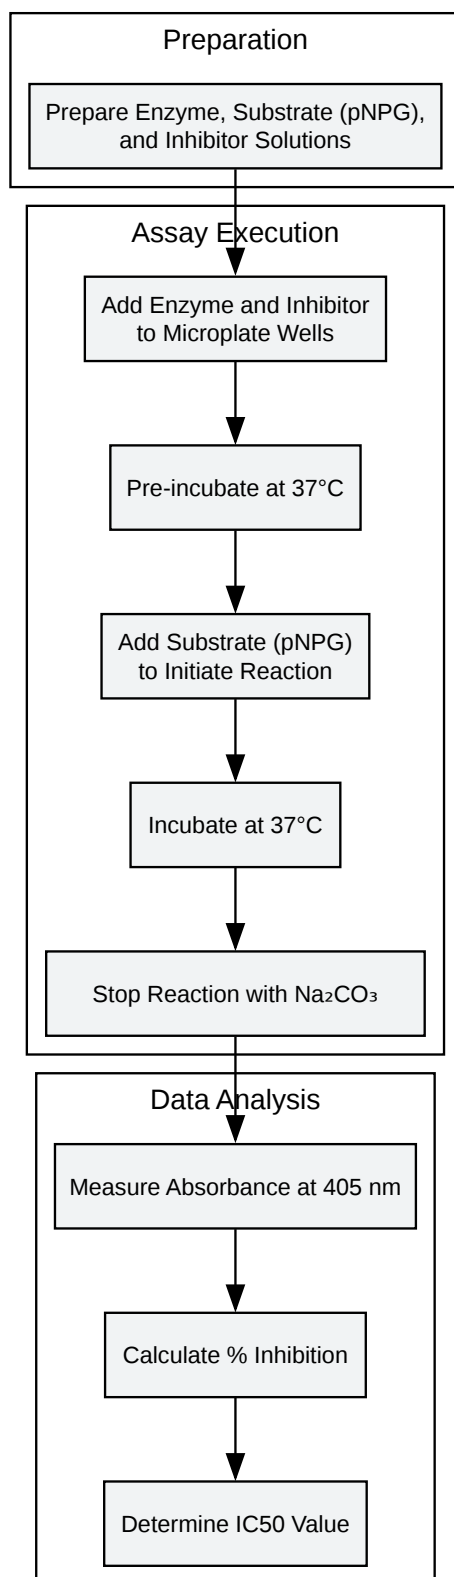 Preparation
Prepare Enzyme, Substrate (pNPG),
and Inhibitor Solutions
Assay Execution
Add Enzyme and Inhibitor
to Microplate Wells
Pre-incubate at 37°C
Add Substrate (pNPG)
to Initiate Reaction
Incubate at 37°C
Stop Reaction with Na₂CO₃
Data Analysis
Measure Absorbance at 405 nm
Calculate % Inhibition
Determine IC50 Value